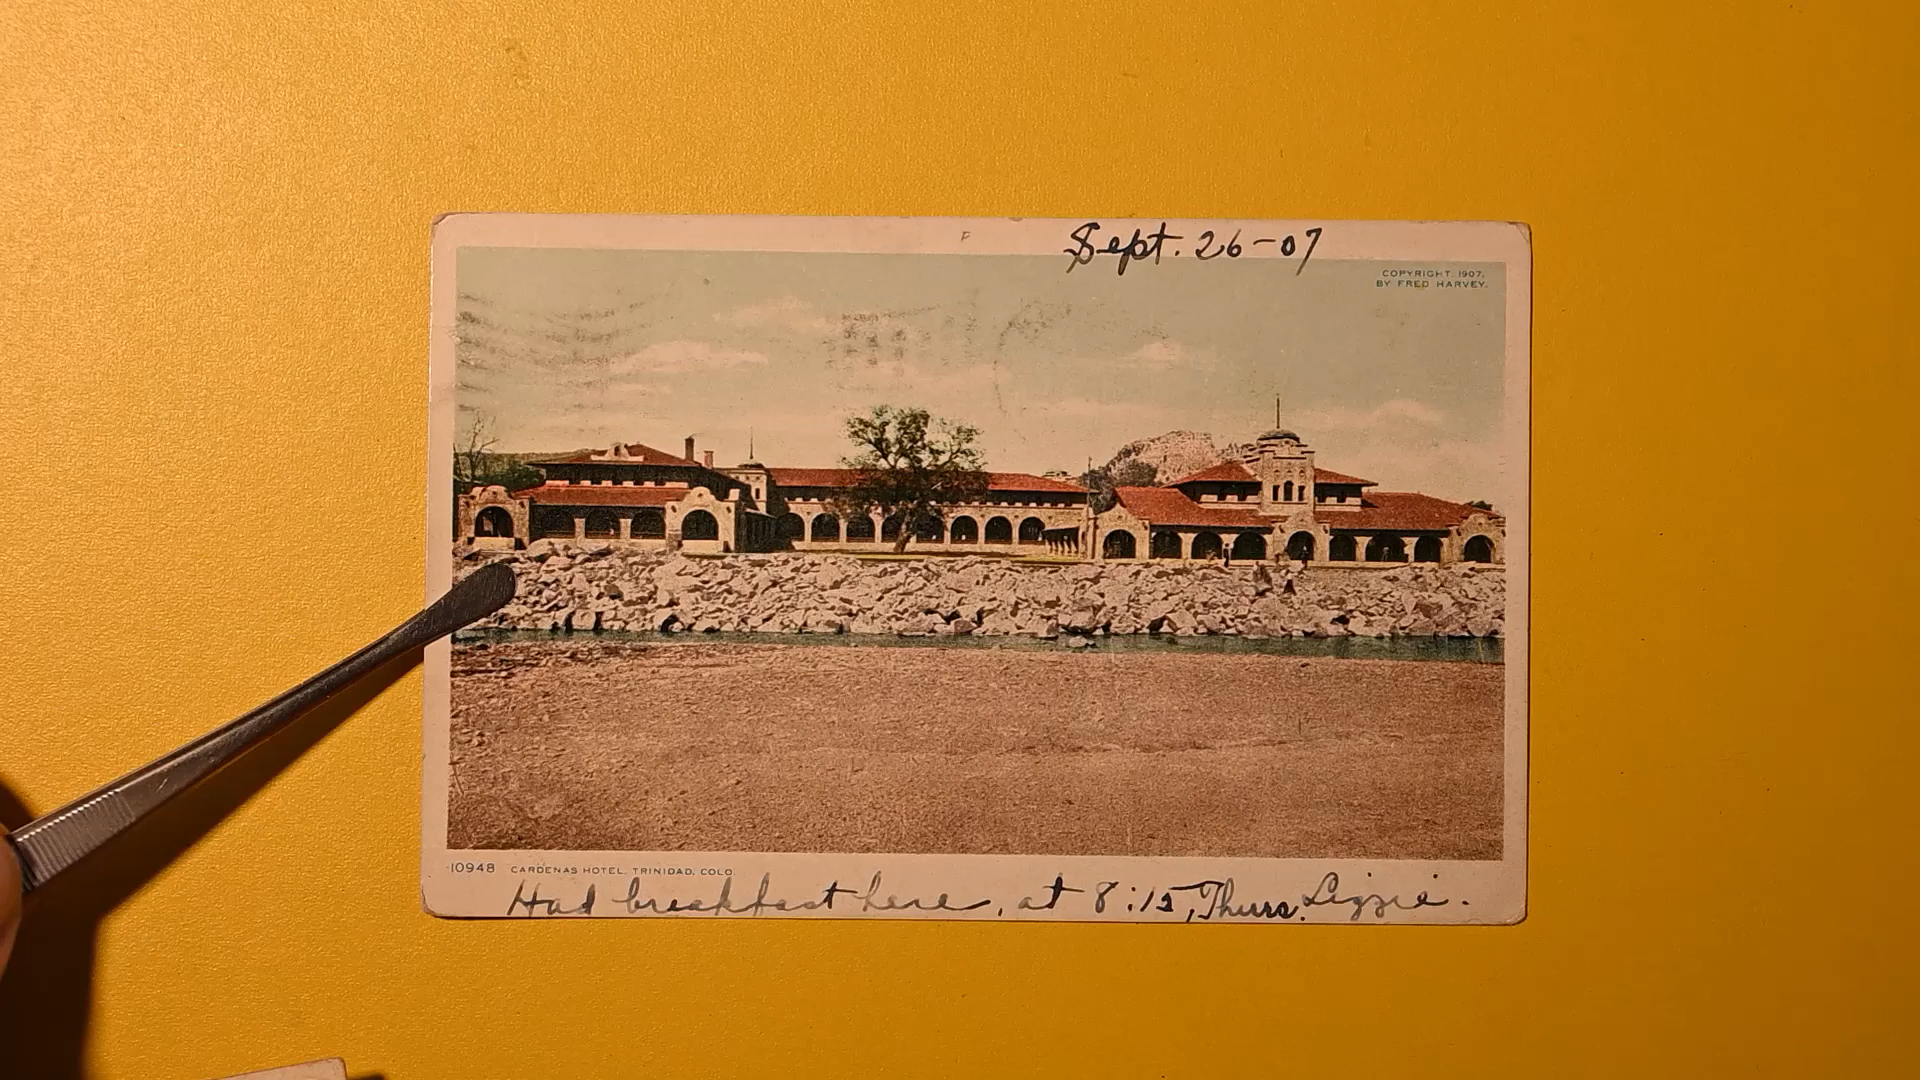 Sept. 26-07
COPYRIGHT, 1907,
BY FRED HARVEY.
10948 CARDENAS HOTEL, TRINIDAD, COLO.
Had breakfast here, at 8:15, Thurs. Lizzie.